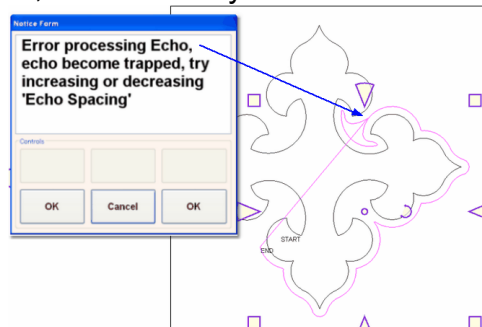 Notice Form
Error processing Echo,
echo become trapped, try
increasing or decreasing
'Echo Spacing'
Controls
OK Cancel OK
START
END